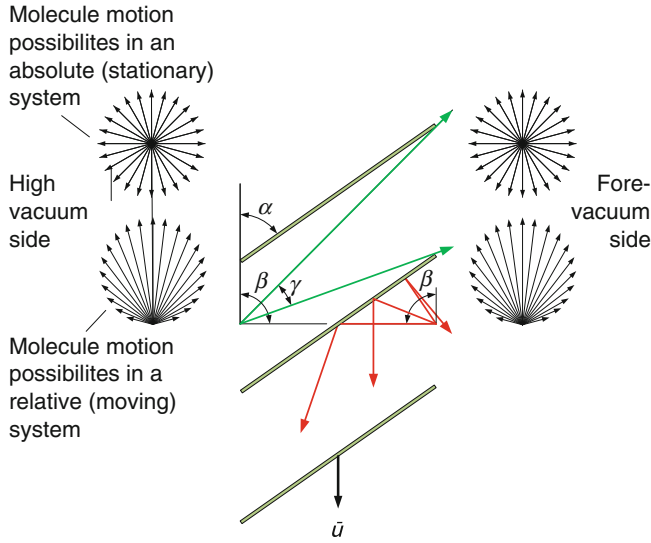 Molecule motion
possibilites in an
absolute (stationary)
system
High
vacuum
side
Fore-
vacuum
side
α
β
γ
β
Molecule motion
possibilites in a
relative (moving)
system
ū